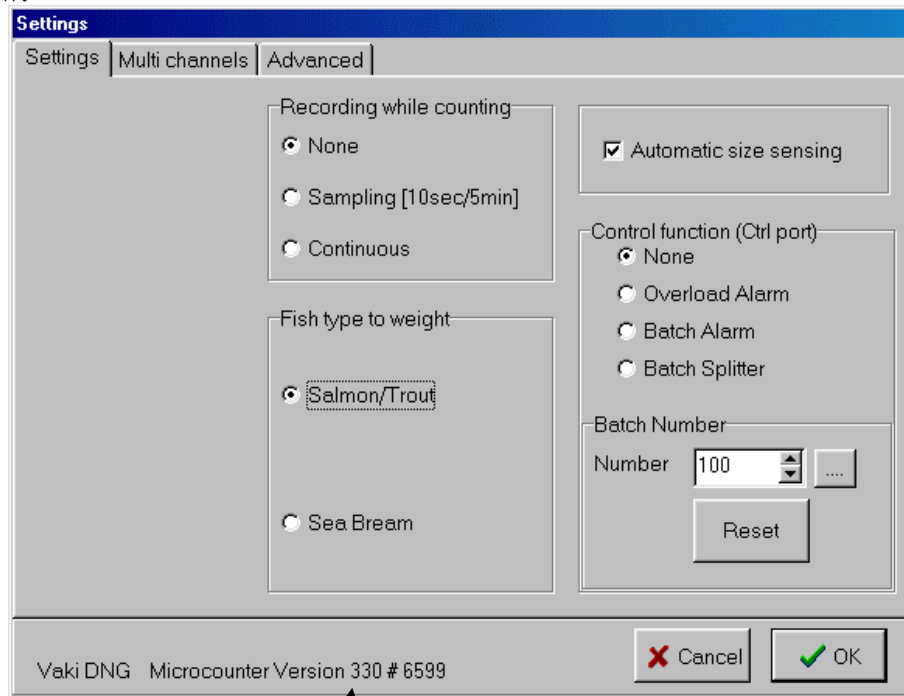 Settings
Settings Multi channels Advanced
Recording while counting
None
Sampling [10sec/5min]
Continuous
Fish type to weight
Salmon/Trout
Sea Bream
Automatic size sensing
Control function (Ctrl port)
None
Overload Alarm
Batch Alarm
Batch Splitter
Batch Number
Number 100 ....
Reset
Vaki DNG Microcounter Version 330 # 6599
Cancel OK